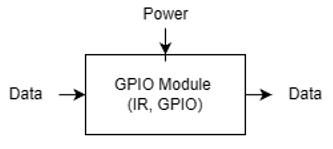 Power
Data
GPIO Module
(IR, GPIO)
Data